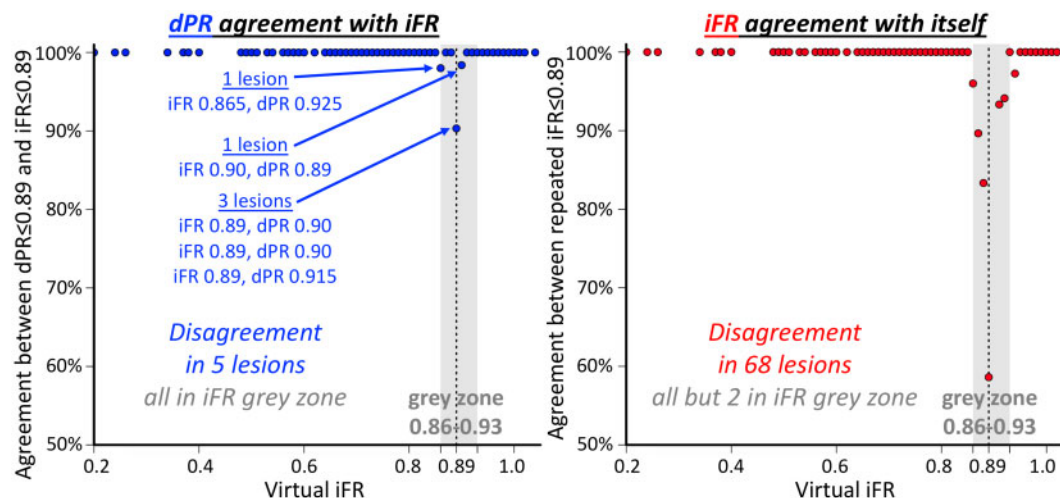 dPR agreement with iFR
Agreement between dPR≤0.89 and iFR≤0.89
100%
90%
80%
70%
60%
50%
1 lesion
iFR 0.865, dPR 0.925
1 lesion
iFR 0.90, dPR 0.89
3 lesions
iFR 0.89, dPR 0.90
iFR 0.89, dPR 0.90
iFR 0.89, dPR 0.915
Disagreement
in 5 lesions
all in iFR grey zone
grey zone
0.86-0.93
0.2 0.4 0.6 0.8 0.89 1.0
Virtual iFR
iFR agreement with itself
Agreement between repeated iFR≤0.89
100%
90%
80%
70%
60%
50%
Disagreement
in 68 lesions
all but 2 in iFR grey zone
grey zone
0.86-0.93
0.2 0.4 0.6 0.8 0.89 1.0
Virtual iFR